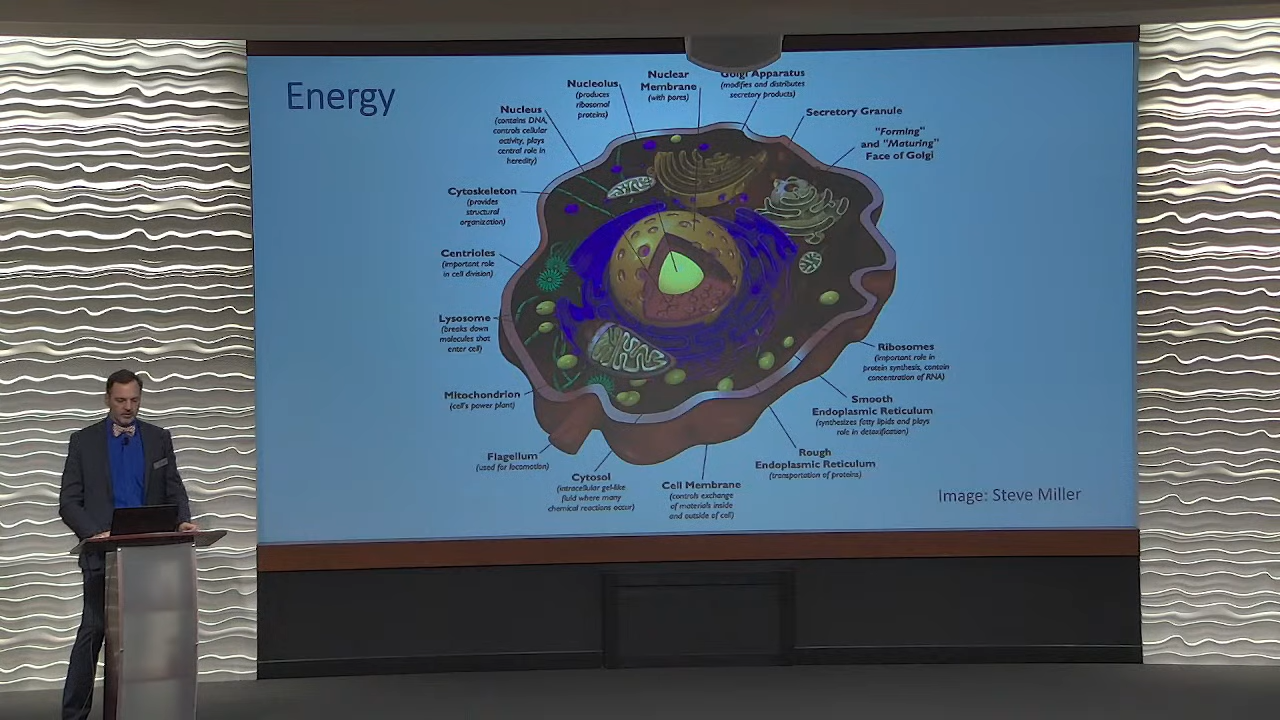 Energy
Nucleolus
(produces
ribosomal
proteins)
Nuclear
Membrane
(with pores)
Golgi Apparatus
(modifies and distributes
secretory products)
Secretory Granule
"Forming"
and "Maturing"
Face of Golgi
Nucleus
(contains DNA,
controls cellular
activity, plays
central role in
heredity)
Cytoskeleton
(provides
structural
organization)
Centrioles
(important role
in cell division)
Lysosome
(breaks down
molecules that
enter cell)
Mitochondrion
(cell's power plant)
Flagellum
(used for locomotion)
Cytosol
(intracellular gel-like
fluid where many
chemical reactions occur)
Cell Membrane
(controls exchange
of materials inside
and outside of cell)
Rough
Endoplasmic Reticulum
(transportation of proteins)
Smooth
Endoplasmic Reticulum
(synthesizes fatty lipids and plays
role in detoxification)
Ribosomes
(important role in
protein synthesis, contain
concentration of RNA)
Image: Steve Miller